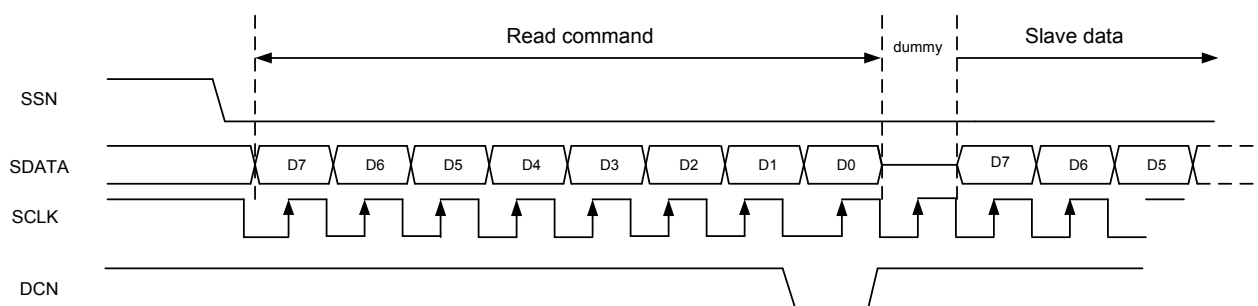 Read command
dummy
Slave data
SSN
SDATA
D7 D6 D5 D4 D3 D2 D1 D0 D7 D6 D5
SCLK
DCN